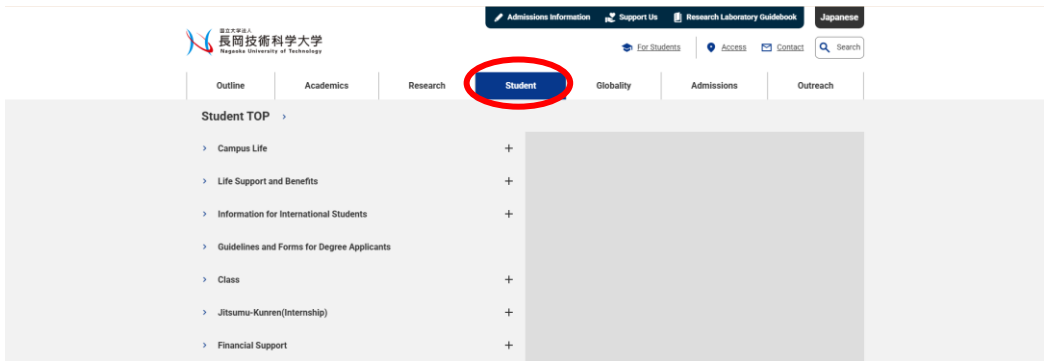 Admissions Information Support Us Research Laboratory Guidebook Japanese
国立大学法人
長岡技術科学大学
Nagaoka University of Technology
For Students Access Contact Search
Outline Academics Research Student Globality Admissions Outreach
Student TOP
Campus Life
Life Support and Benefits
Information for International Students
Guidelines and Forms for Degree Applicants
Class
Jitsumu-Kunren(Internship)
Financial Support